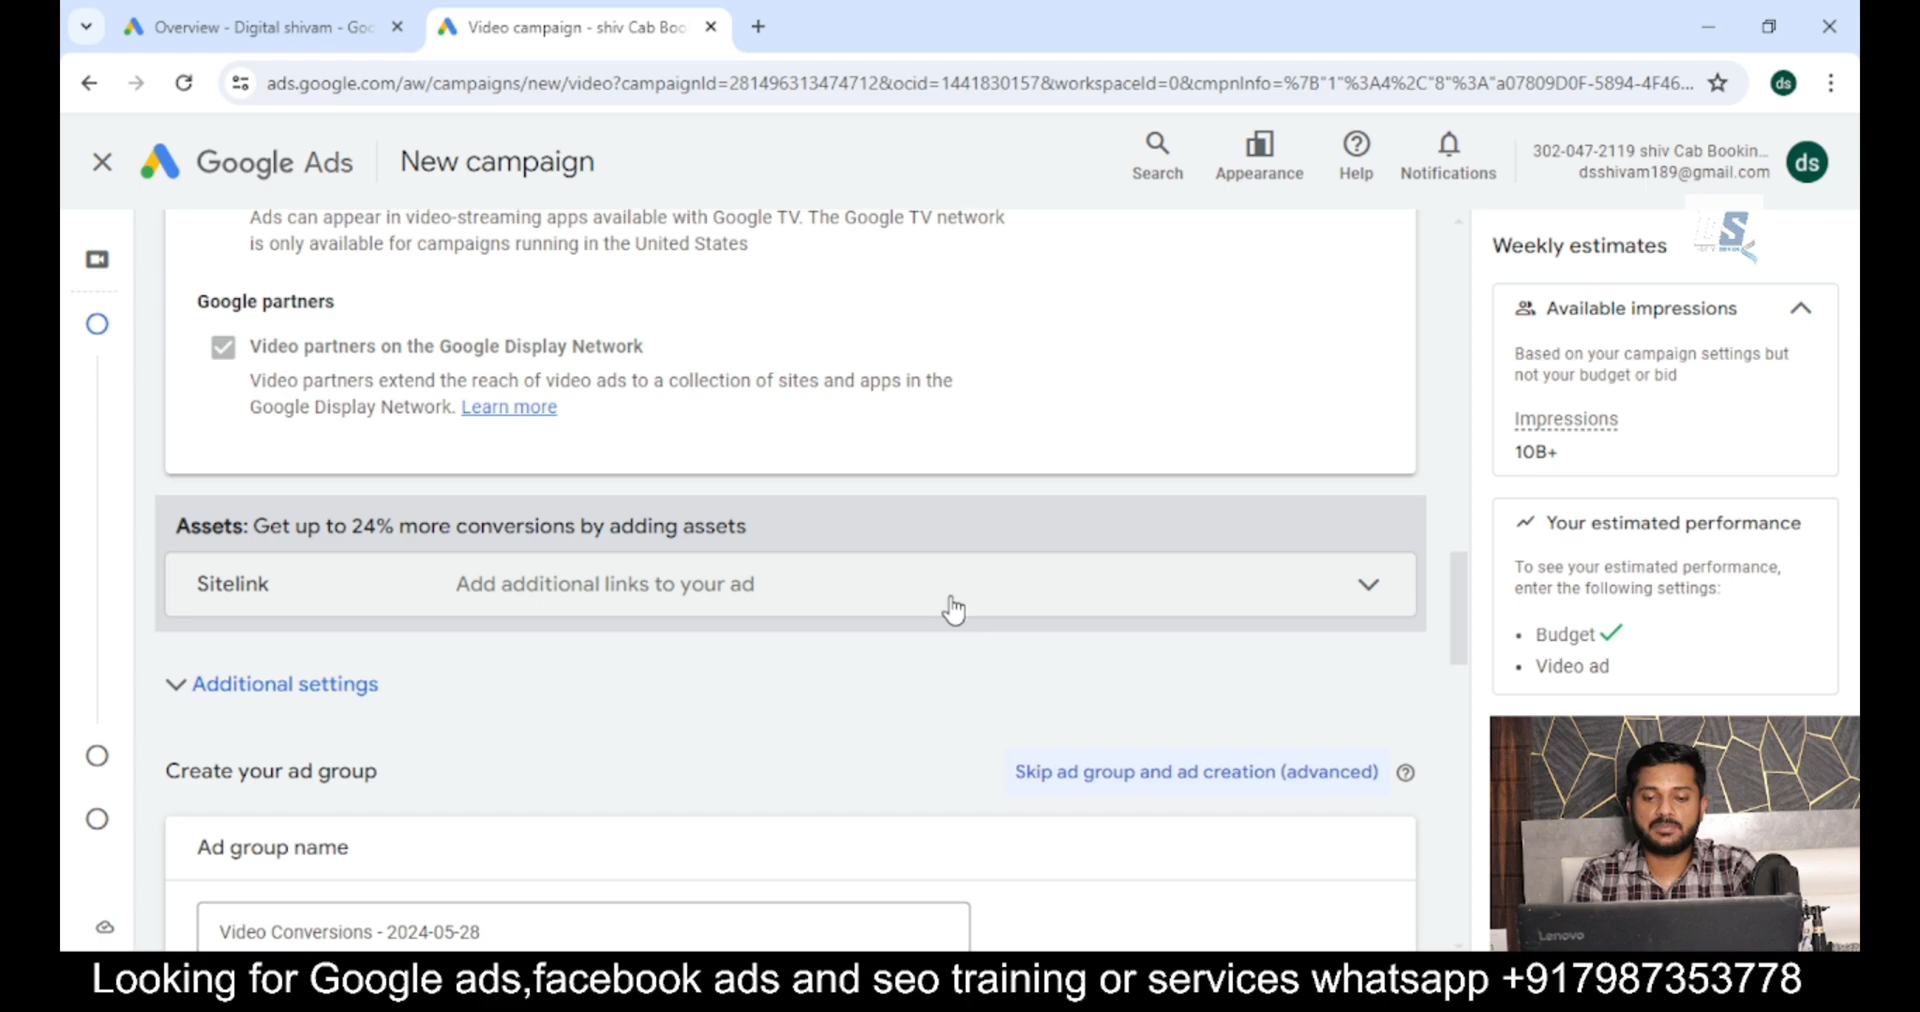 Overview - Digital shivam - Goo
Video campaign - shiv Cab Boo
ads.google.com/aw/campaigns/new/video?campaignId=281496313474712&ocid=1441830157&workspaceId=0&cmpnInfo=%7B"1"%3A4%2C"8"%3A"a07809D0F-5894-4F46...
ds
Google Ads
New campaign
Search
Appearance
Help
Notifications
302-047-2119 shiv Cab Bookin...
dsshivam189@gmail.com
ds
Ads can appear in video-streaming apps available with Google TV. The Google TV network
is only available for campaigns running in the United States
Google partners
Video partners on the Google Display Network
Video partners extend the reach of video ads to a collection of sites and apps in the
Google Display Network. Learn more
Assets: Get up to 24% more conversions by adding assets
Sitelink Add additional links to your ad
Additional settings
Create your ad group
Skip ad group and ad creation (advanced)
Ad group name
Video Conversions - 2024-05-28
Weekly estimates
DS
Available impressions
Based on your campaign settings but
not your budget or bid
Impressions
10B+
Your estimated performance
To see your estimated performance,
enter the following settings:
• Budget
• Video ad
Lenovo
Looking for Google ads,facebook ads and seo training or services whatsapp +917987353778